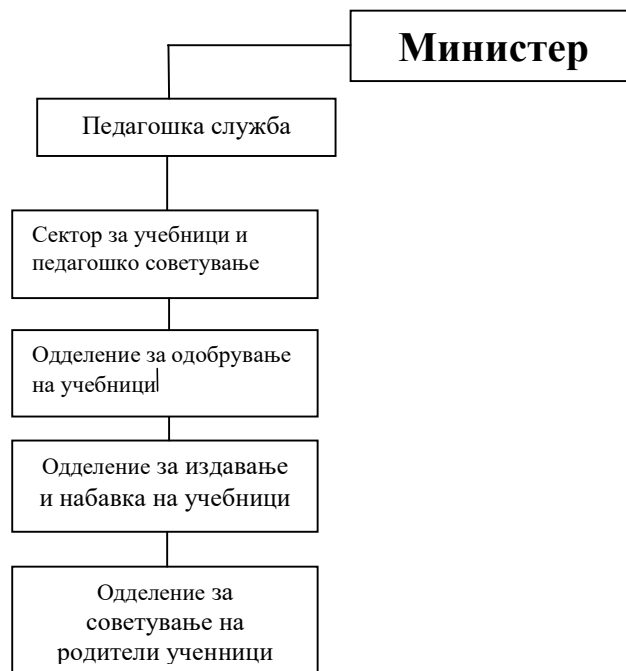 Министер
Педагошка служба
Сектор за учебници и
педагошко советување
Одделение за одобрување
на учебници
Одделение за издавање
и набавка на учебници
Одделение за
советување на
родители ученници